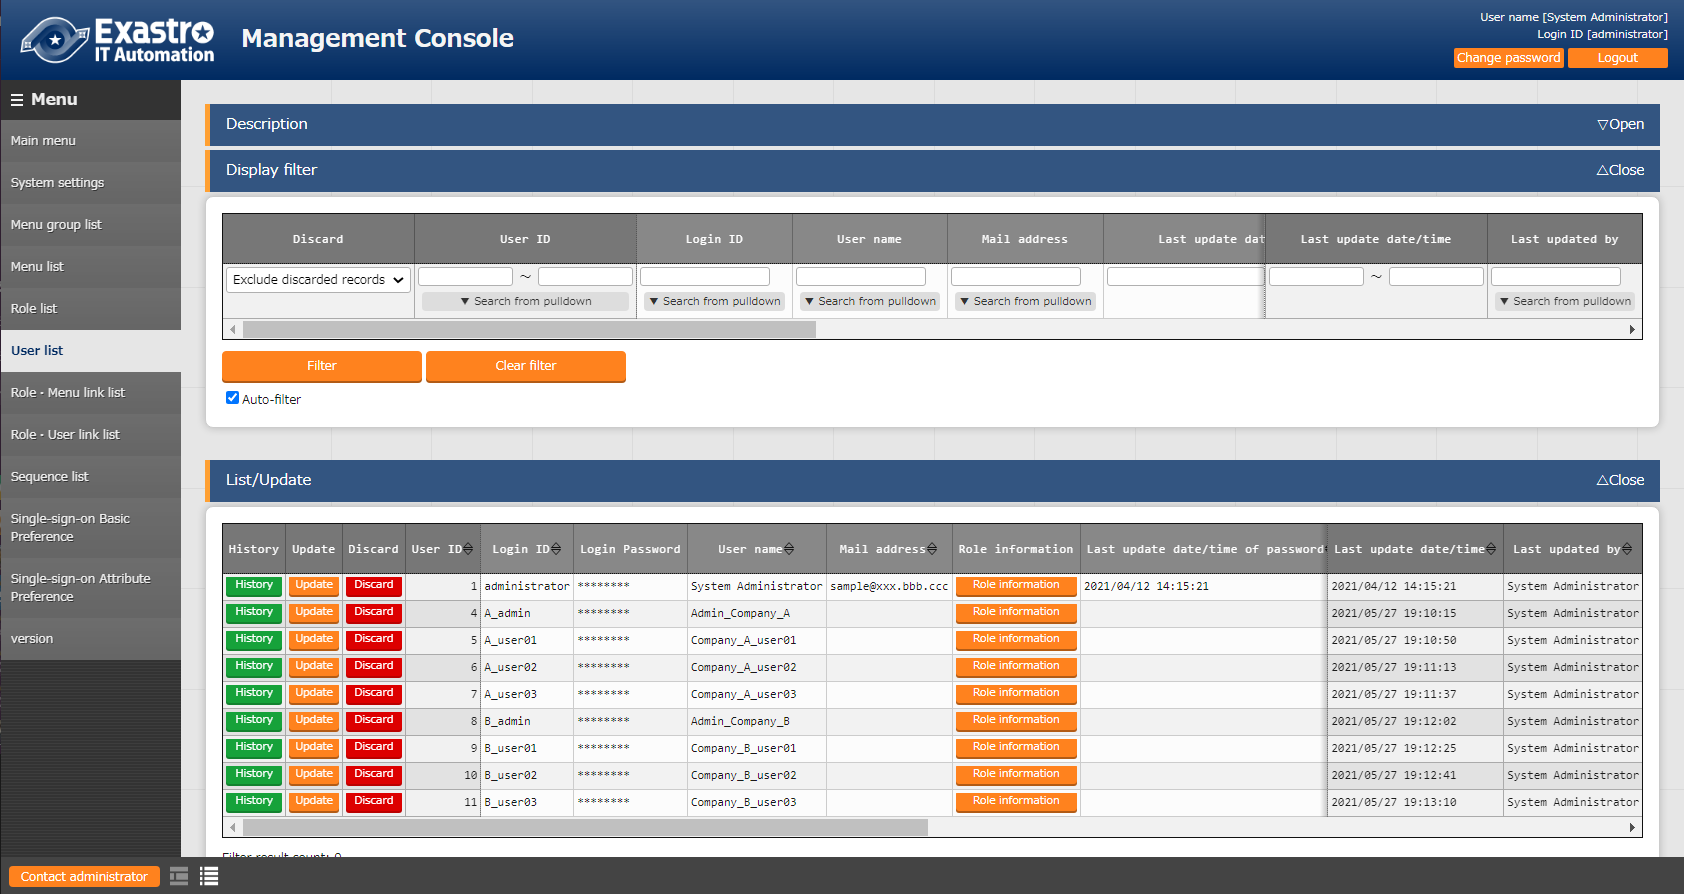 Exastro
IT Automation
Management Console
User name [System Administrator]
Login ID [administrator]
Change password Logout
Menu
Main menu
System settings
Menu group list
Menu list
Role list
User list
Role - Menu link list
Role - User link list
Sequence list
Single-sign-on Basic
Preference
Single-sign-on Attribute
Preference
version
Description ▽Open
Display filter △Close
Discard User ID Login ID User name Mail address Last update dat Last update date/time Last updated by
Exclude discarded records ~ ~
▼ Search from pulldown ▼ Search from pulldown ▼ Search from pulldown ▼ Search from pulldown ▼ Search from pulldown
Filter Clear filter
Auto-filter
List/Update △Close
History Update Discard User ID Login ID Login Password User name Mail address Role information Last update date/time of password Last update date/time Last updated by
History Update Discard 1 administrator ******** System Administrator sample@xxx.bbb.ccc Role information 2021/04/12 14:15:21 2021/04/12 14:15:21 System Administrator
History Update Discard 4 A_admin ******** Admin_Company_A Role information 2021/05/27 19:10:15 System Administrator
History Update Discard 5 A_user01 ******** Company_A_user01 Role information 2021/05/27 19:10:50 System Administrator
History Update Discard 6 A_user02 ******** Company_A_user02 Role information 2021/05/27 19:11:13 System Administrator
History Update Discard 7 A_user03 ******** Company_A_user03 Role information 2021/05/27 19:11:37 System Administrator
History Update Discard 8 B_admin ******** Admin_Company_B Role information 2021/05/27 19:12:02 System Administrator
History Update Discard 9 B_user01 ******** Company_B_user01 Role information 2021/05/27 19:12:25 System Administrator
History Update Discard 10 B_user02 ******** Company_B_user02 Role information 2021/05/27 19:12:41 System Administrator
History Update Discard 11 B_user03 ******** Company_B_user03 Role information 2021/05/27 19:13:10 System Administrator
Filter result count:
Contact administrator